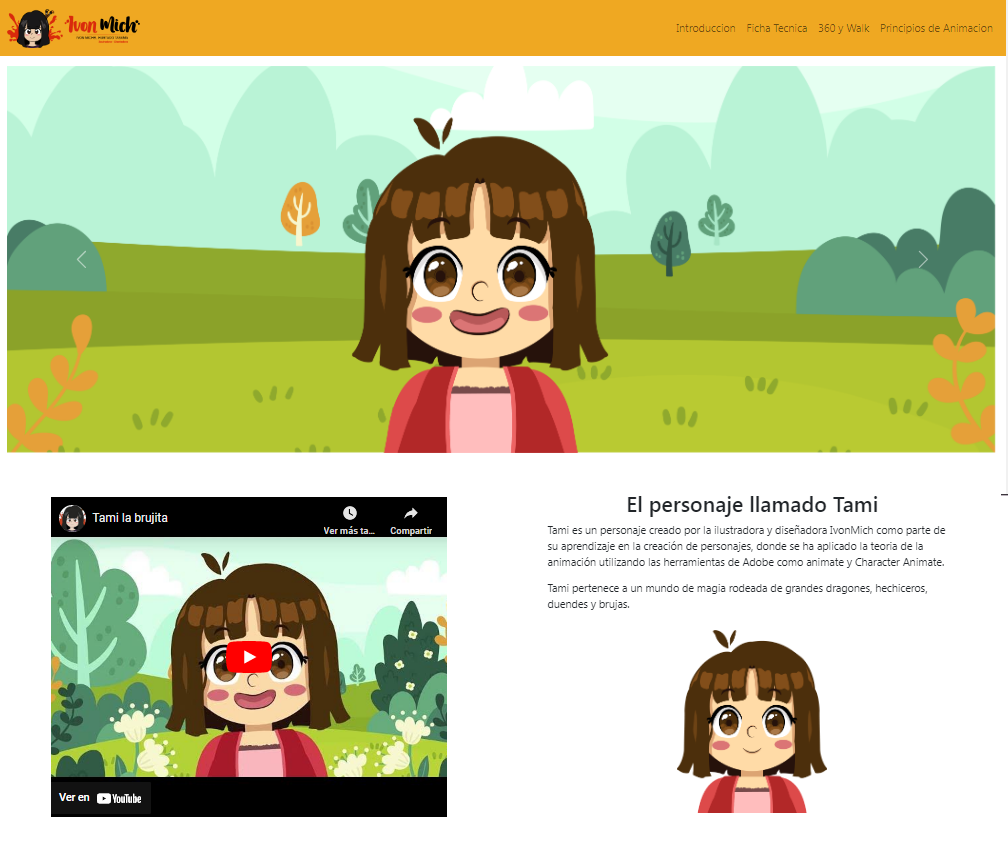 Ivon Mich
Introduccion Ficha Tecnica 360 y Walk Principios de Animacion
Tami la brujita
Ver más ta... Compartir
Ver en YouTube
El personaje llamado Tami
Tami es un personaje creado por la ilustradora y diseñadora IvonMich como parte de
su aprendizaje en la creación de personajes, donde se ha aplicado la teoria de la
animación utilizando las herramientas de Adobe como animate y Character Animate.
Tami pertenece a un mundo de magia rodeada de grandes dragones, hechiceros,
duendes y brujas.